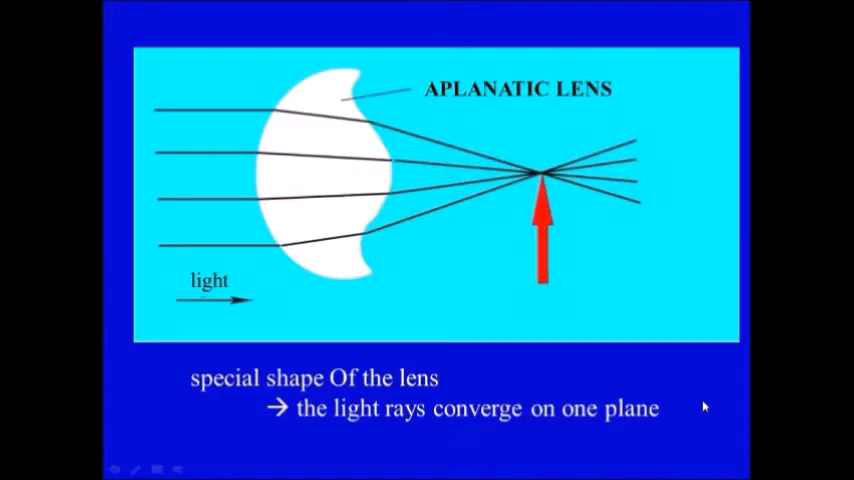 APLANATIC LENS
light
special shape Of the lens
→ the light rays converge on one plane